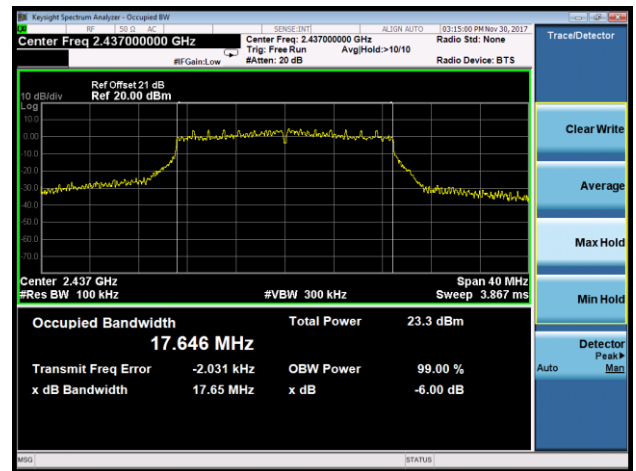 Keysight Spectrum Analyzer - Occupied BW
RF 50 Ω AC SENSE:INT ALIGN AUTO 03:15:00 PM Nov 30, 2017
Center Freq 2.437000000 GHz Center Freq: 2.437000000 GHz Radio Std: None
Trig: Free Run Avg|Hold:>10/10
#IFGain:Low #Atten: 20 dB Radio Device: BTS
Trace/Detector
Ref Offset 21 dB
10 dB/div Ref 20.00 dBm
Log
10.0
0.00
-10.0
-20.0
-30.0
-40.0
-50.0
-60.0
-70.0
Center 2.437 GHz Span 40 MHz
#Res BW 100 kHz #VBW 300 kHz Sweep 3.867 ms
Occupied Bandwidth Total Power 23.3 dBm
17.646 MHz
Transmit Freq Error -2.031 kHz OBW Power 99.00 %
x dB Bandwidth 17.65 MHz x dB -6.00 dB
Clear Write
Average
Max Hold
Min Hold
Detector
Peak▶
Auto Man
MSG STATUS